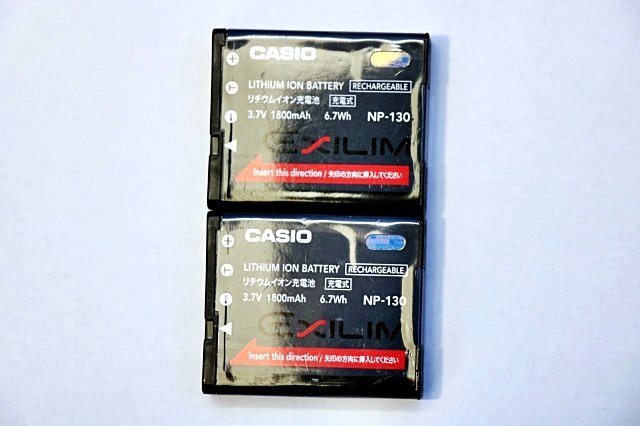 CASIO
LITHIUM ION BATTERY RECHARGEABLE
リチウムイオン充電池 充電式
3.7V 1800mAh 6.7Wh NP-130
EXILIM
Insert this direction / 矢印の方向に挿入してください
CASIO
LITHIUM ION BATTERY RECHARGEABLE
リチウムイオン充電池 充電式
3.7V 1800mAh 6.7Wh NP-130
EXILIM
Insert this direction / 矢印の方向に挿入してください